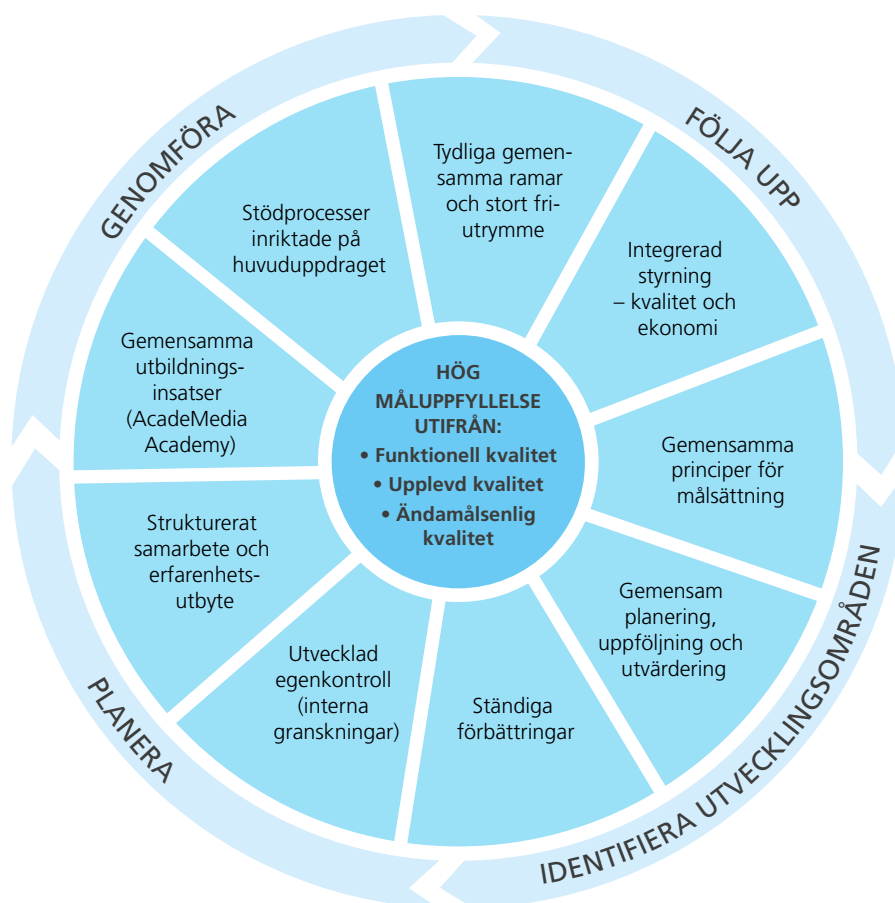 GENOMFÖRA
FÖLJA UPP
IDENTIFIERA UTVECKLINGSOMRÅDEN
PLANERA
Tydliga gemen-
samma ramar
och stort fri-
utrymme
Integrerad
styrning
– kvalitet och
ekonomi
Gemensamma
principer för
målsättning
Gemensam
planering,
uppföljning och
utvärdering
Ständiga
förbättringar
Utvecklad
egenkontroll
(interna
granskningar)
Strukturerat
samarbete och
erfarenhets-
utbyte
Gemensamma
utbildnings-
insatser
(AcadeMedia
Academy)
Stödprocesser
inriktade på
huvuduppdraget
HÖG
MÅLUPPFYLLELSE
UTIFRÅN:
• Funktionell kvalitet
• Upplevd kvalitet
• Ändamålsenlig
kvalitet